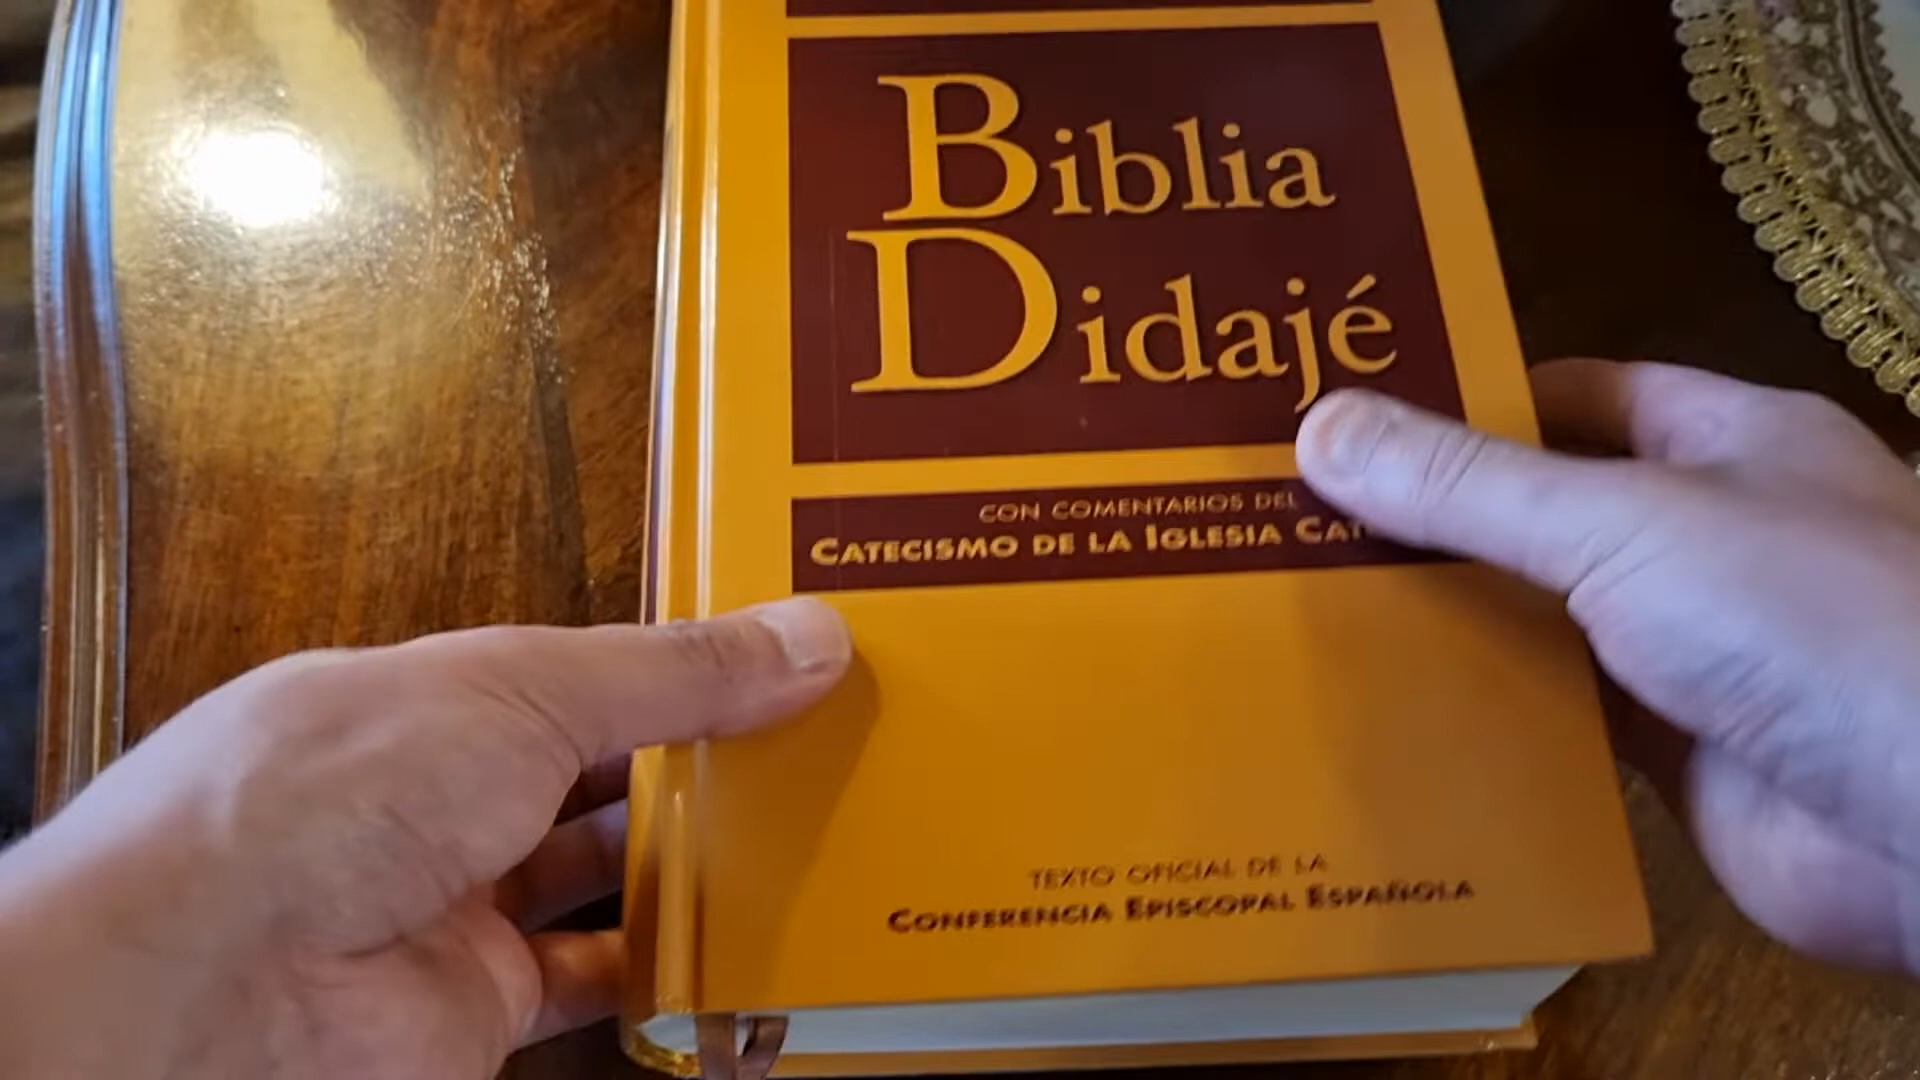 Biblia
Didajé
CON COMENTARIOS DEL
CATECISMO DE LA IGLESIA
TEXTO OFICIAL DE LA
CONFERENCIA EPISCOPAL ESPAÑOLA